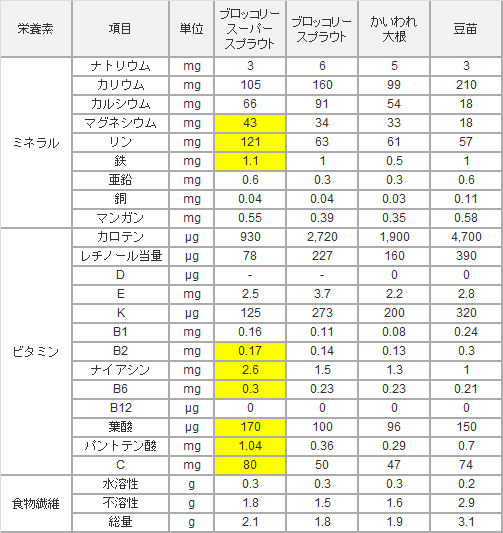 栄養素 項目 単位 ブロッコリー スーパー スプラウト ブロッコリー スプラウト かいわれ 大根 豆苗
ミネラル ナトリウム mg 3 6 5 3
カリウム mg 105 160 99 210
カルシウム mg 66 91 54 18
マグネシウム mg 43 34 33 18
リン mg 121 63 61 57
鉄 mg 1.1 1 0.5 1
亜鉛 mg 0.6 0.3 0.3 0.6
銅 mg 0.04 0.04 0.03 0.11
マンガン mg 0.55 0.39 0.35 0.58
ビタミン カロテン μg 930 2,720 1,900 4,700
レチノール当量 μg 78 227 160 390
D μg - - 0 0
E mg 2.5 3.7 2.2 2.8
K μg 125 273 200 320
B1 mg 0.16 0.11 0.08 0.24
B2 mg 0.17 0.14 0.13 0.3
ナイアシン mg 2.6 1.5 1.3 1
B6 mg 0.3 0.23 0.23 0.21
B12 μg 0 0 0 0
葉酸 μg 170 100 96 150
パントテン酸 mg 1.04 0.36 0.29 0.7
C mg 80 50 47 74
食物繊維 水溶性 g 0.3 0.3 0.3 0.2
不溶性 g 1.8 1.5 1.6 2.9
総量 g 2.1 1.8 1.9 3.1